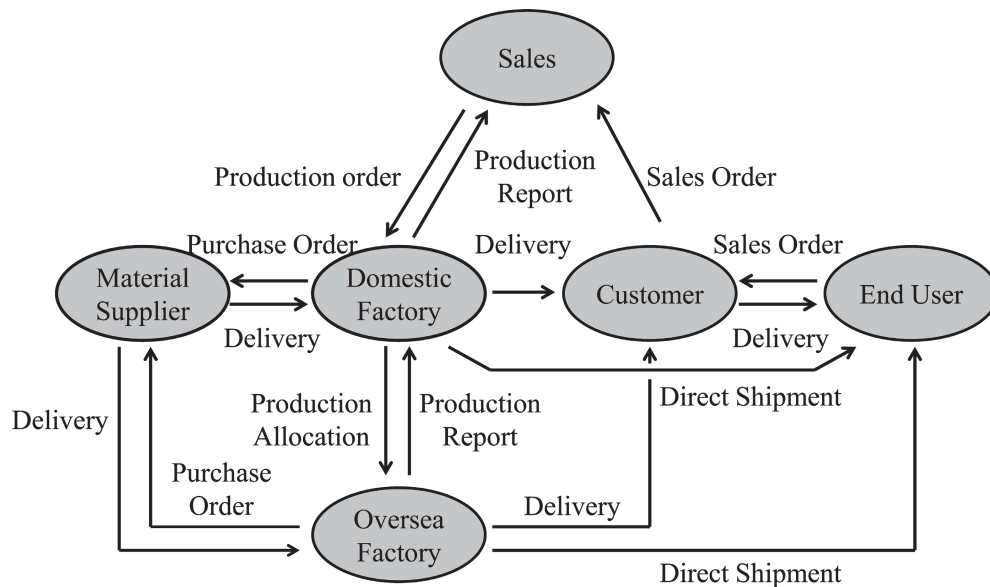 Sales
Production order
Production
Report
Sales Order
Purchase Order
Delivery
Sales Order
Material
Supplier
Domestic
Factory
Customer
End User
Delivery
Delivery
Direct Shipment
Delivery
Production
Allocation
Production
Report
Purchase
Order
Oversea
Factory
Delivery
Direct Shipment